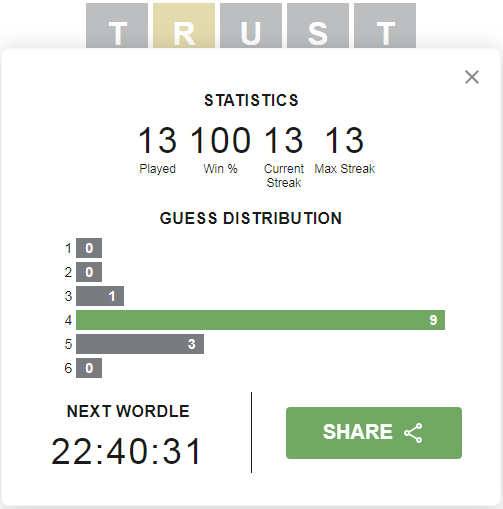 TRUST
STATISTICS
13 100 13 13
Played Win % Current Streak Max Streak
GUESS DISTRIBUTION
1 0
2 0
3 1
4 9
5 3
6 0
NEXT WORDLE
22:40:31
SHARE